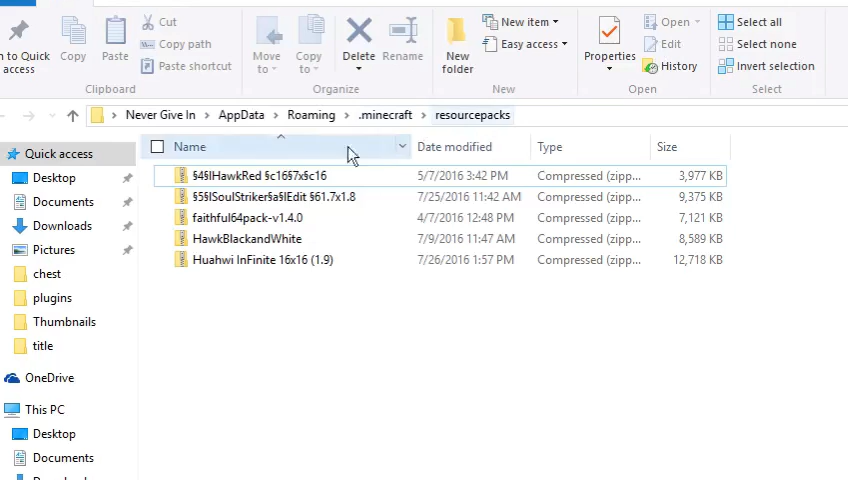 n to Quick access
Copy
Paste
Cut
Copy path
Paste shortcut
Clipboard
Move to
Copy to
Delete
Rename
Organize
New folder
New item
Easy access
New
Properties
Open
Edit
History
Open
Select all
Select none
Invert selection
Select
Never Give In > AppData > Roaming > .minecraft > resourcepacks
Name Date modified Type Size
§4§lHawkRed §c16§7x§c16 5/7/2016 3:42 PM Compressed (zipp... 3,977 KB
§5§lSoulStriker§a§lEdit §61.7x1.8 7/25/2016 11:42 AM Compressed (zipp... 9,375 KB
faithful64pack-v1.4.0 4/7/2016 12:48 PM Compressed (zipp... 7,121 KB
HawkBlackandWhite 7/9/2016 11:47 AM Compressed (zipp... 8,589 KB
Huahwi InFinite 16x16 (1.9) 7/26/2016 1:57 PM Compressed (zipp... 12,718 KB
Quick access
Desktop
Documents
Downloads
Pictures
chest
plugins
Thumbnails
title
OneDrive
This PC
Desktop
Documents